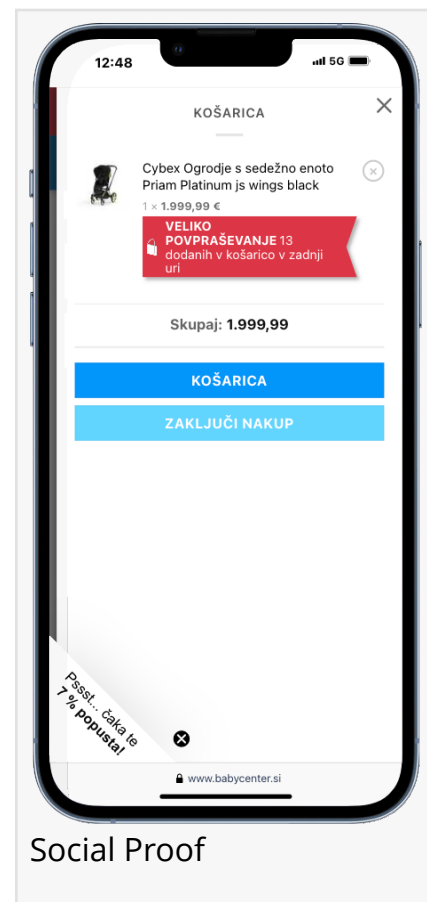 12:48
5G
KOŠARICA
Cybex Ogrodje s sedežno enoto
Priam Platinum js wings black
1 × 1.999,99 €
VELIKO
POVPRAŠEVANJE 13
dodanih v košarico v zadnji
uri
Skupaj: 1.999,99
KOŠARICA
ZAKLJUČI NAKUP
Pssst... čaka te
7 % popusta!
www.babycenter.si
Social Proof